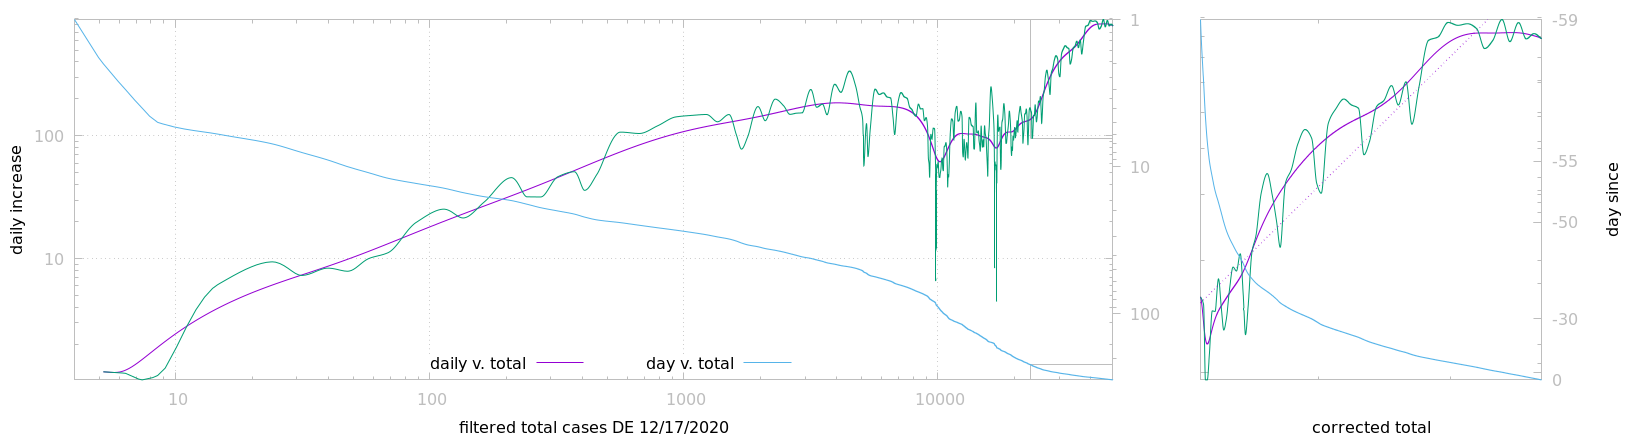 daily increase
100
10
daily v. total
day v. total
10
100
1000
10000
filtered total cases DE 12/17/2020
1
10
100
-59
-55
-50
-30
0
day since
corrected total